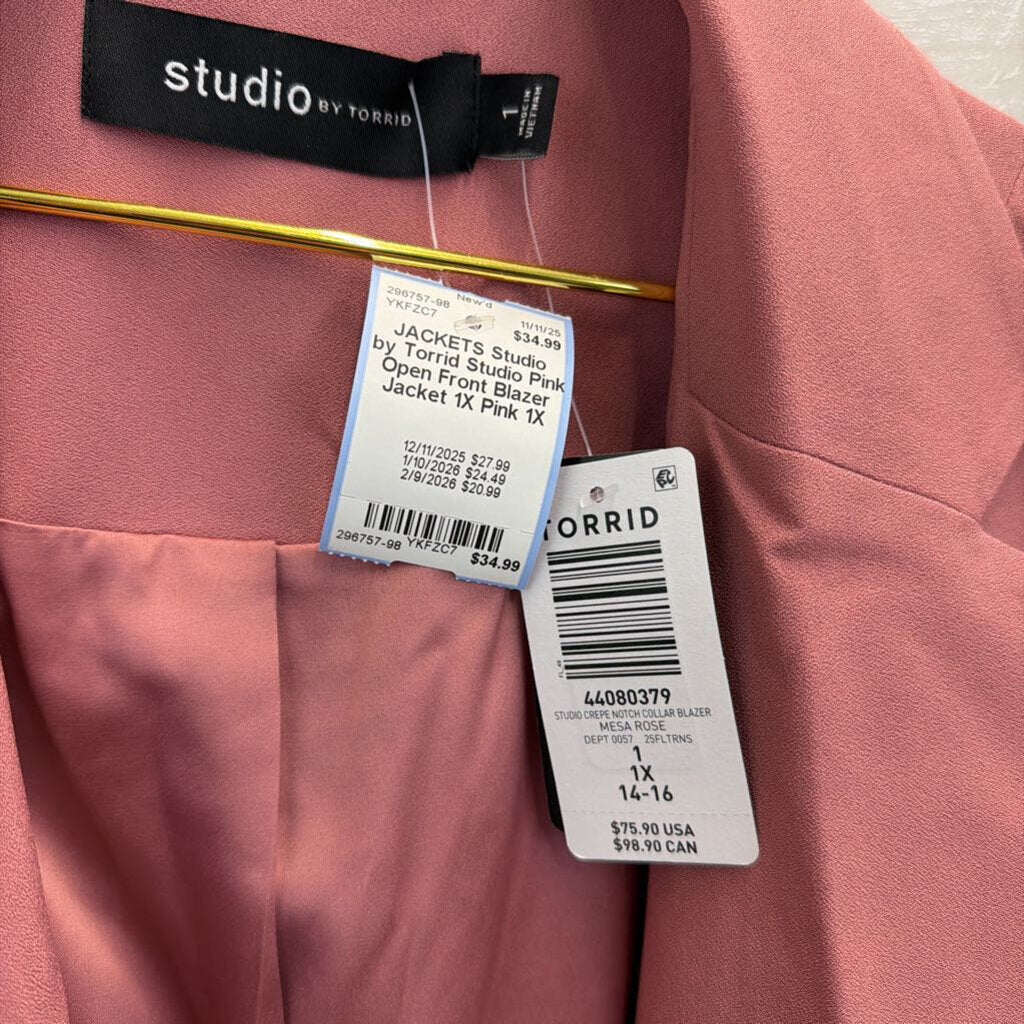 studio BY TORRID
1
MADE IN
VIETNAM
296757-98
YKFZC7
New'd
11/11/25
$34.99
JACKETS Studio
by Torrid Studio Pink
Open Front Blazer
Jacket 1X Pink 1X
12/11/2025 $27.99
1/10/2026 $24.49
2/9/2026 $20.99
296757-98 YKFZC7 $34.99
TORRID
44080379
STUDIO CREPE NOTCH COLLAR BLAZER
MESA ROSE
DEPT 0057 25FLTRNS
1
1X
14-16
$75.90 USA
$98.90 CAN